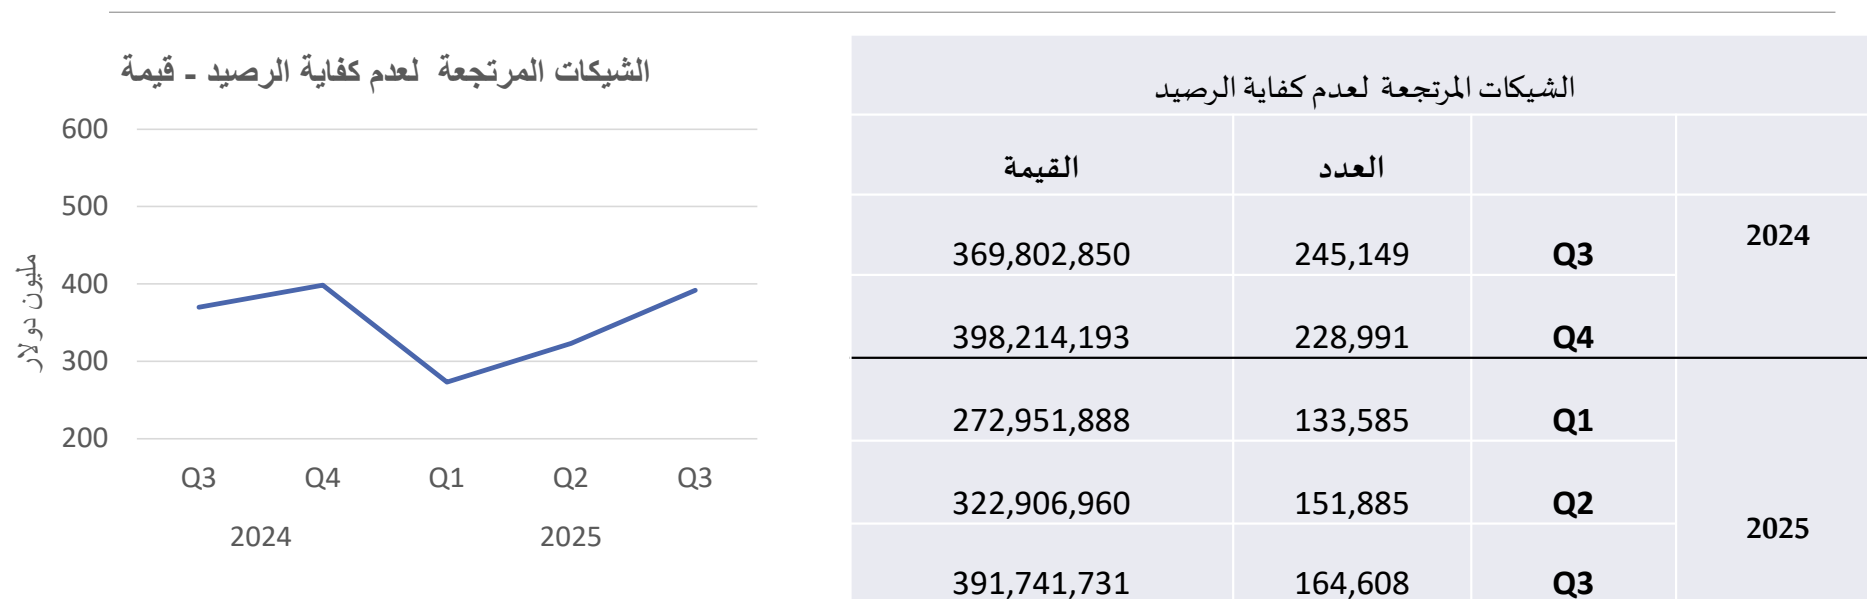 الشيكات المرتجعة لعدم كفاية الرصيد - قيمة
مليون دولار
600
500
400
300
200
Q3 Q4 Q1 Q2 Q3
2024 2025
الشيكات المرتجعة لعدم كفاية الرصيد
العدد القيمة
2024 Q3 245,149 369,802,850
Q4 228,991 398,214,193
Q1 133,585 272,951,888
Q2 151,885 322,906,960
2025
Q3 164,608 391,741,731